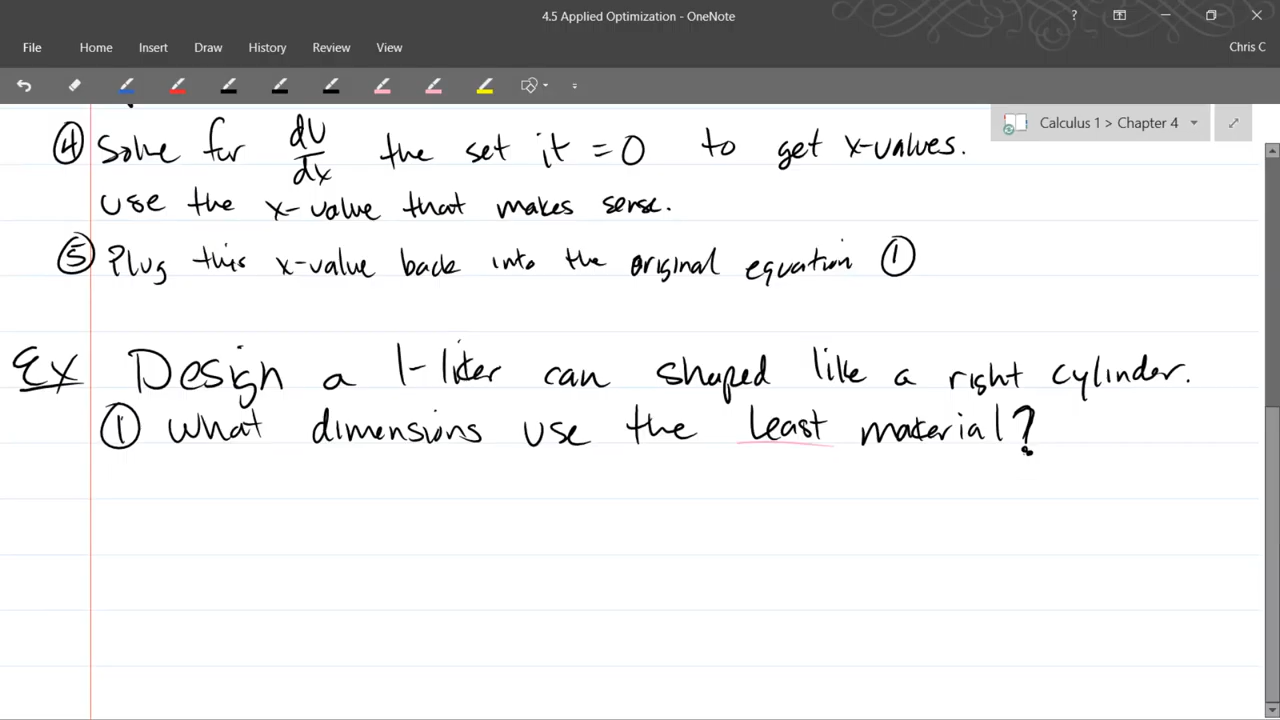 4.5 Applied Optimization - OneNote
File Home Insert Draw History Review View Chris C
Calculus 1 > Chapter 4
④ Solve for dV/dx the set it = 0 to get x-values.
use the x-value that makes sense.
⑤ Plug this x-value back into the original equation ①
Ex Design a 1-liter can shaped like a right cylinder.
① What dimensions use the least material?